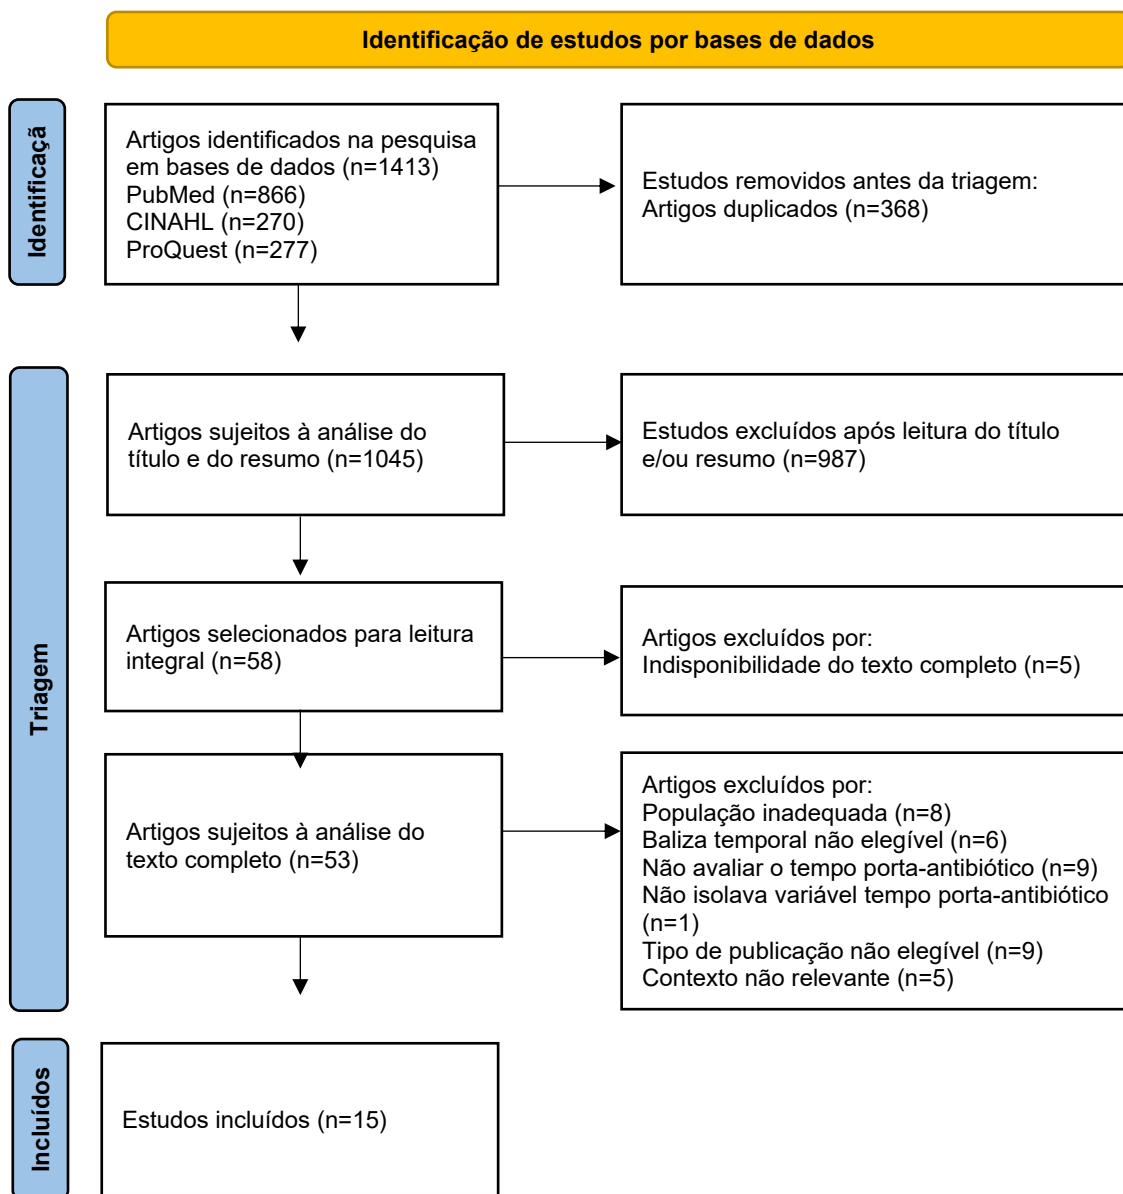 Identificação de estudos por bases de dados
Identificaçã
Artigos identificados na pesquisa
em bases de dados (n=1413)
PubMed (n=866)
CINAHL (n=270)
ProQuest (n=277)
Estudos removidos antes da triagem:
Artigos duplicados (n=368)
Triagem
Artigos sujeitos à análise do
título e do resumo (n=1045)
Estudos excluídos após leitura do título
e/ou resumo (n=987)
Artigos selecionados para leitura
integral (n=58)
Artigos excluídos por:
Indisponibilidade do texto completo (n=5)
Artigos sujeitos à análise do
texto completo (n=53)
Artigos excluídos por:
População inadequada (n=8)
Baliza temporal não elegível (n=6)
Não avaliar o tempo porta-antibiótico (n=9)
Não isolava variável tempo porta-antibiótico
(n=1)
Tipo de publicação não elegível (n=9)
Contexto não relevante (n=5)
Incluídos
Estudos incluídos (n=15)